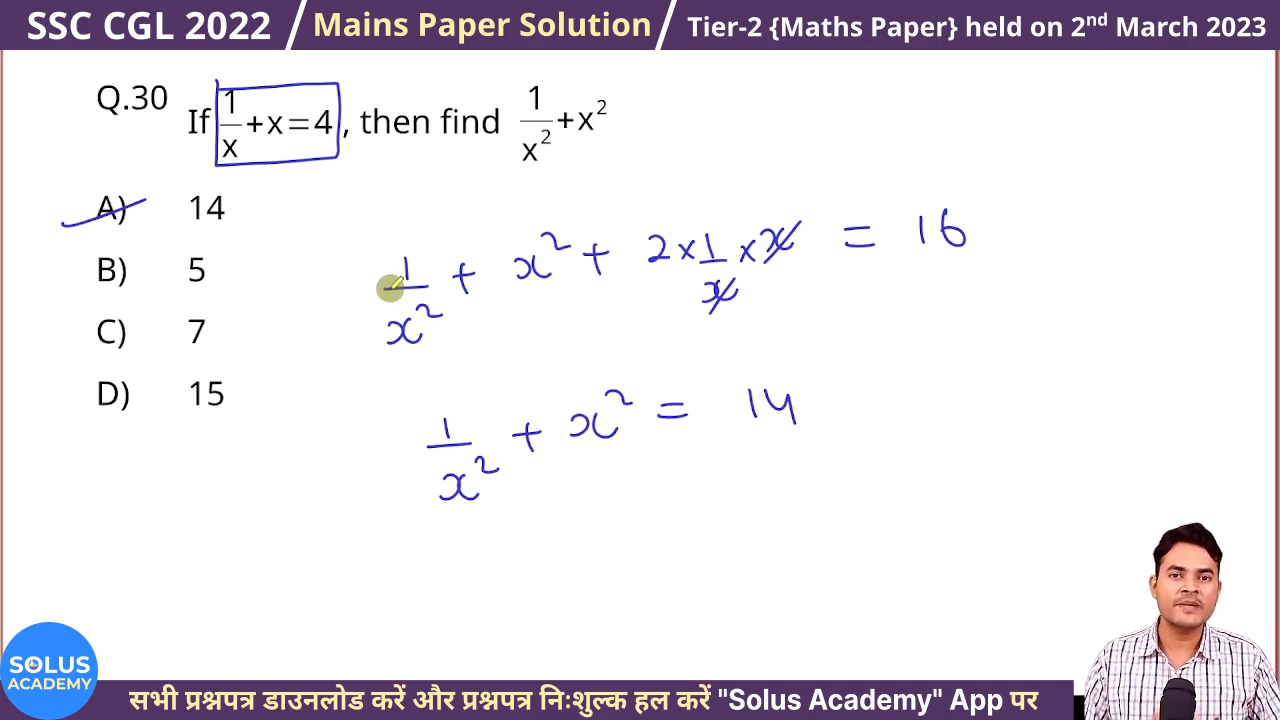 SSC CGL 2022 / Mains Paper Solution / Tier-2 {Maths Paper} held on 2nd March 2023
Q.30 If 1/x + x = 4, then find 1/x² + x²
A) 14
B) 5
C) 7
D) 15
1/x² + x² + 2 × 1/x × x = 16
1/x² + x² = 14
SOLUS
ACADEMY
सभी प्रश्नपत्र डाउनलोड करें और प्रश्नपत्र निःशुल्क हल करें "Solus Academy" App पर